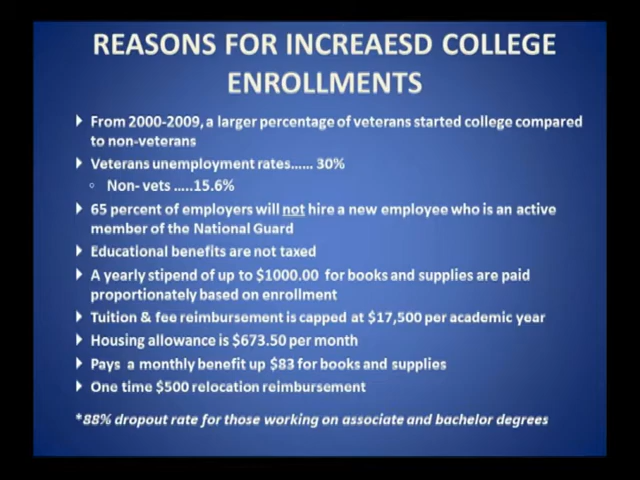 REASONS FOR INCREAESD COLLEGE
ENROLLMENTS
From 2000-2009, a larger percentage of veterans started college compared
to non-veterans
Veterans unemployment rates...... 30%
Non- vets .....15.6%
65 percent of employers will not hire a new employee who is an active
member of the National Guard
Educational benefits are not taxed
A yearly stipend of up to $1000.00 for books and supplies are paid
proportionately based on enrollment
Tuition & fee reimbursement is capped at $17,500 per academic year
Housing allowance is $673.50 per month
Pays a monthly benefit up $83 for books and supplies
One time $500 relocation reimbursement
*88% dropout rate for those working on associate and bachelor degrees